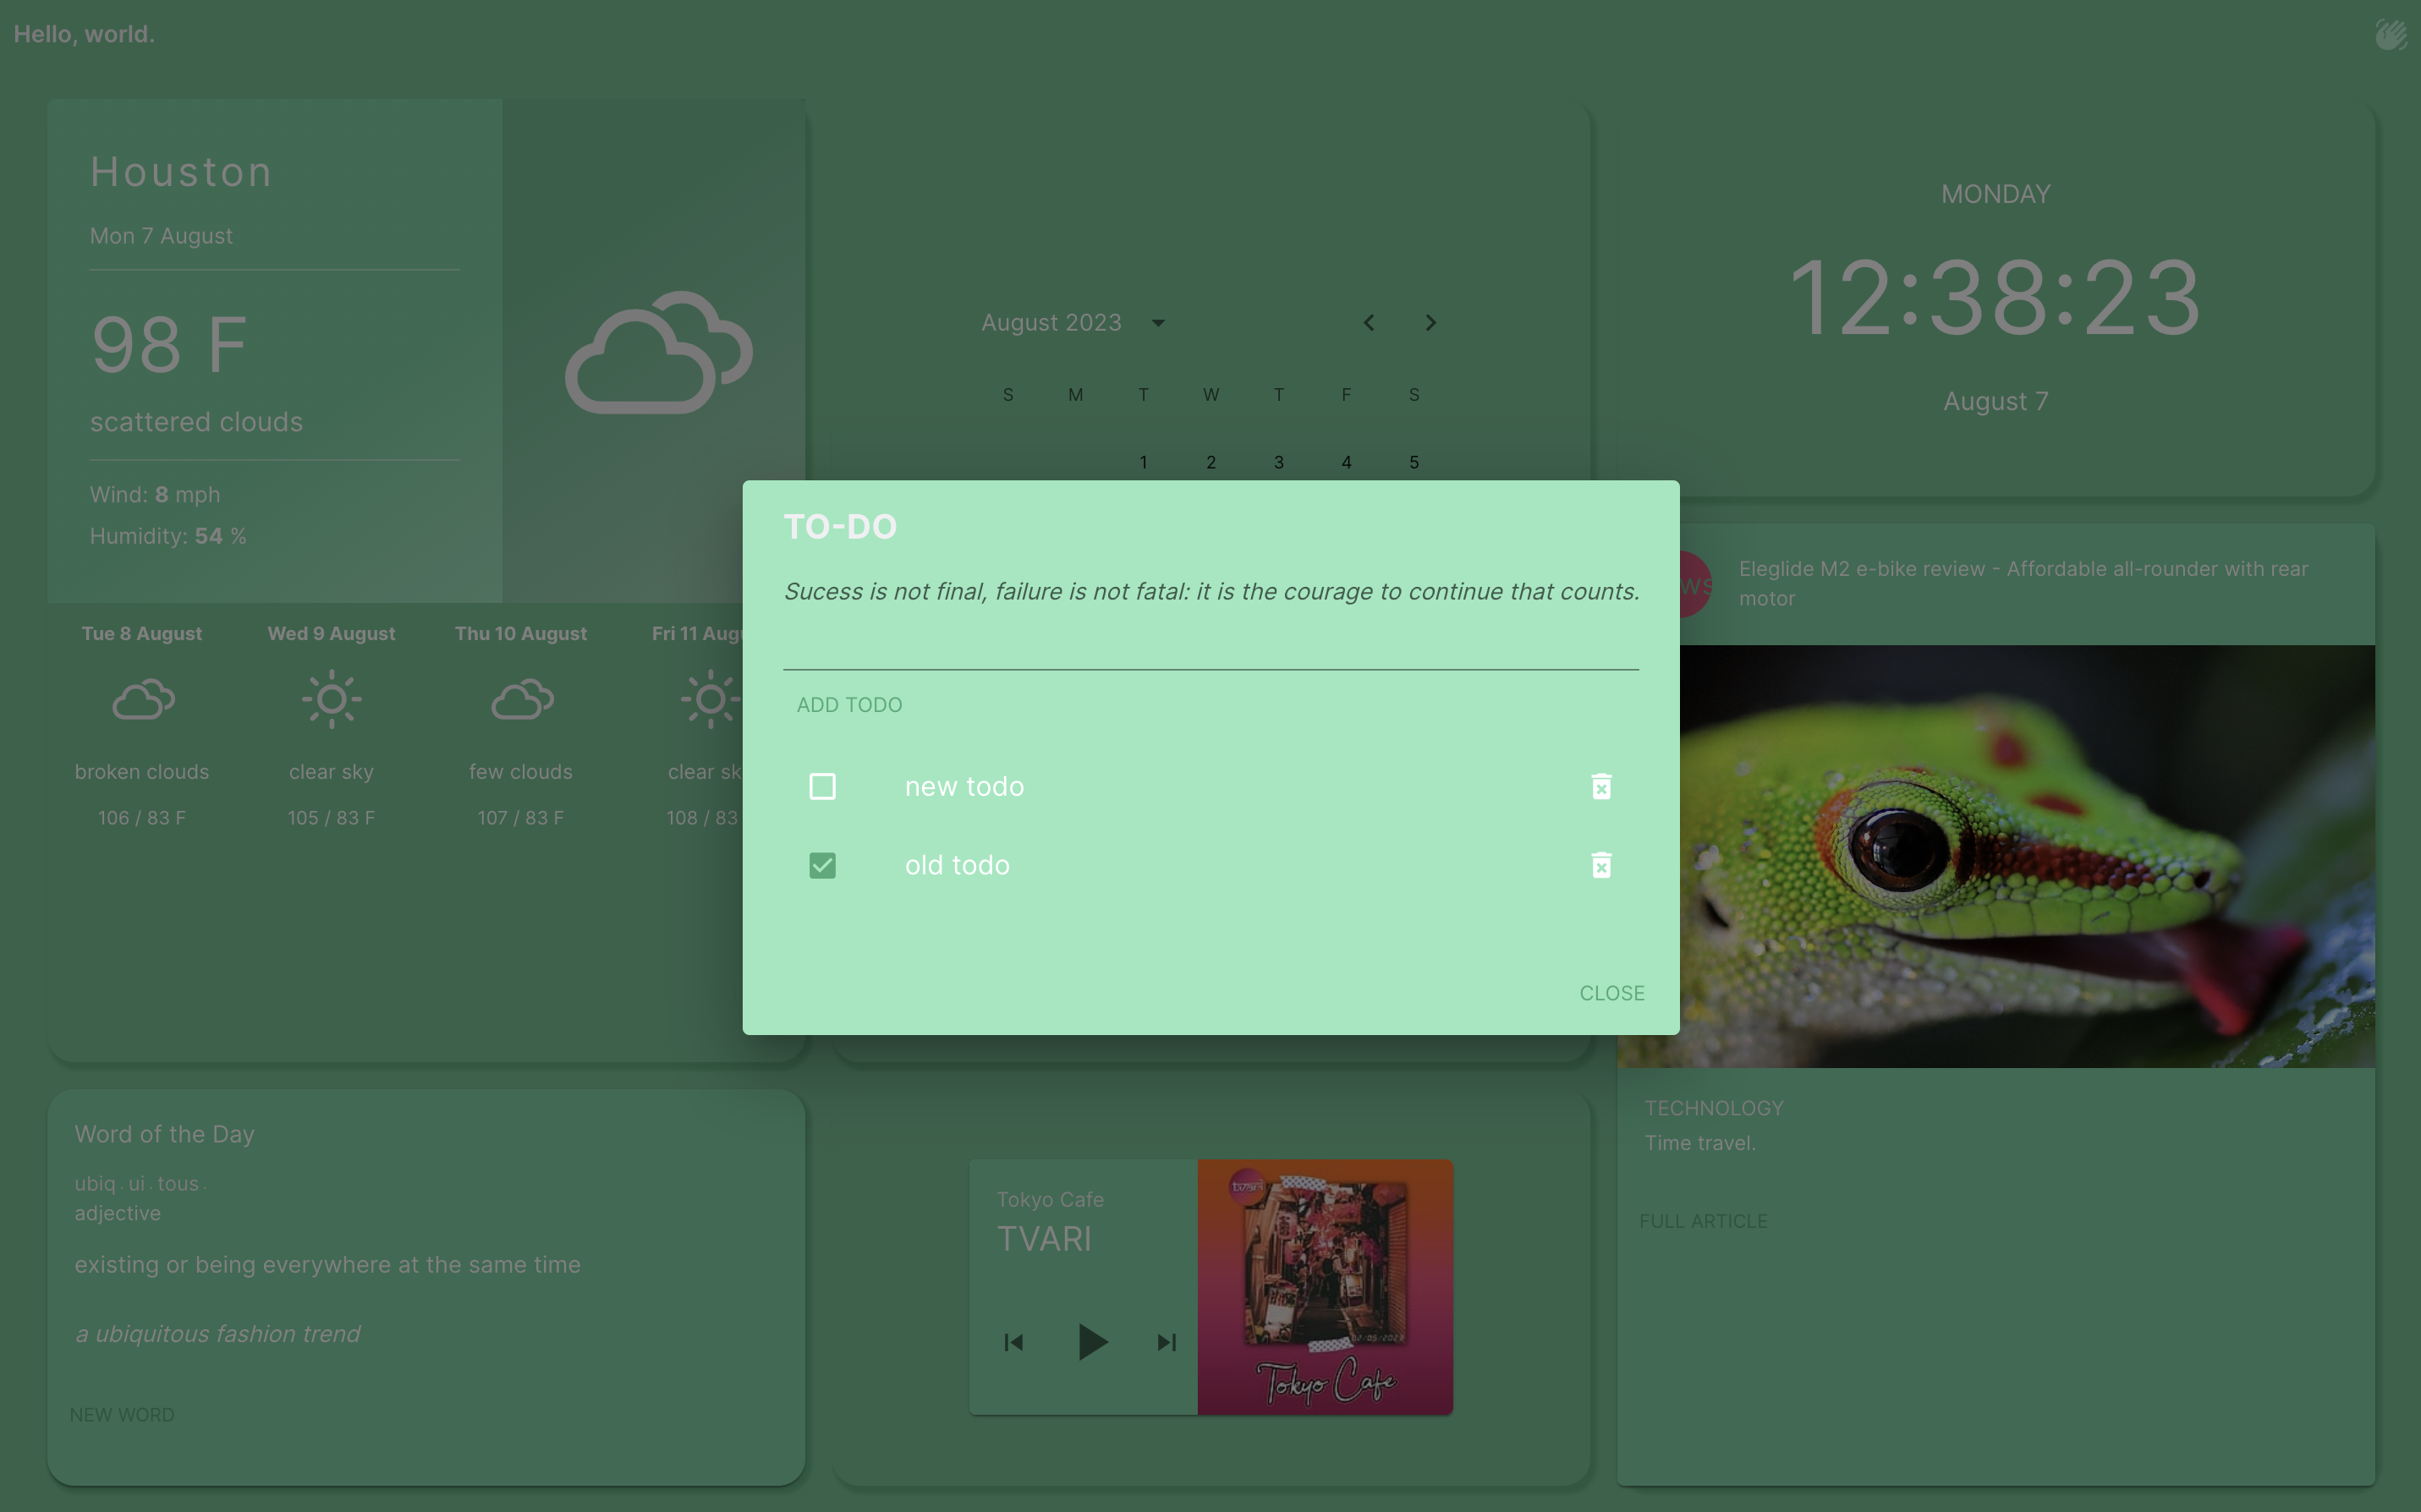 Hello, world.
Houston
Mon 7 August
98 F
scattered clouds
Wind: 8 mph
Humidity: 54 %
Tue 8 August
broken clouds
106 / 83 F
Wed 9 August
clear sky
105 / 83 F
Thu 10 August
few clouds
107 / 83 F
Fri 11 Augu
clear sk
108 / 83
August 2023
S M T W T F S
1 2 3 4 5
MONDAY
12:38:23
August 7
TO-DO
Sucess is not final, failure is not fatal: it is the courage to continue that counts.
ADD TODO
new todo
old todo
CLOSE
ws
Eleglide M2 e-bike review - Affordable all-rounder with rear
motor
TECHNOLOGY
Time travel.
FULL ARTICLE
Word of the Day
ubiq · ui · tous ·
adjective
existing or being everywhere at the same time
a ubiquitous fashion trend
NEW WORD
Tokyo Cafe
TVARI
tvari
02/05/2023
Tokyo Cafe